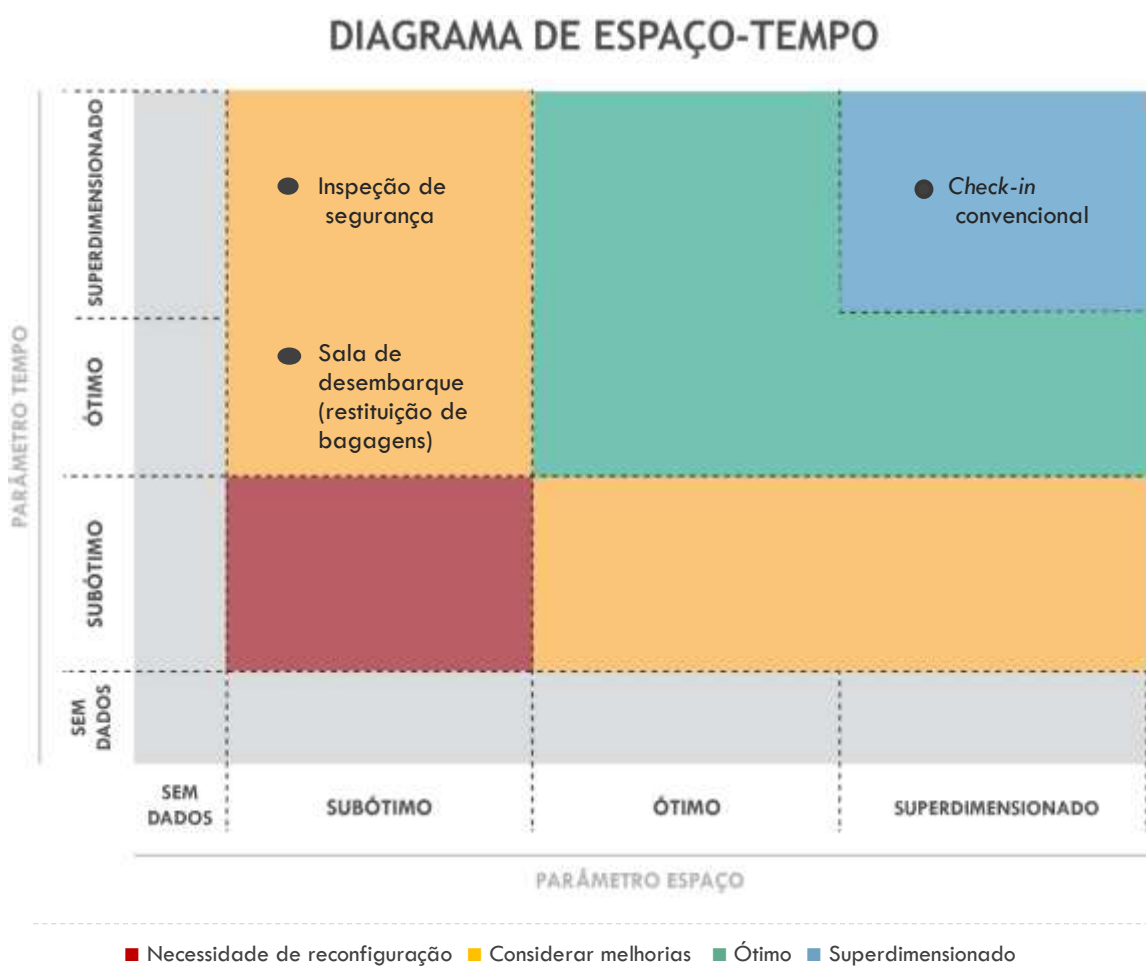 DIAGRAMA DE ESPAÇO-TEMPO
PARÂMETRO TEMPO
SUPERDIMENSIONADO
ÓTIMO
SUBÓTIMO
SEM
DADOS
Inspeção de
segurança
Check-in
convencional
Sala de
desembarque
(restituição de
bagagens)
SEM
DADOS
SUBÓTIMO
ÓTIMO
SUPERDIMENSIONADO
PARÂMETRO ESPAÇO
Necessidade de reconfiguração Considerar melhorias Ótimo Superdimensionado